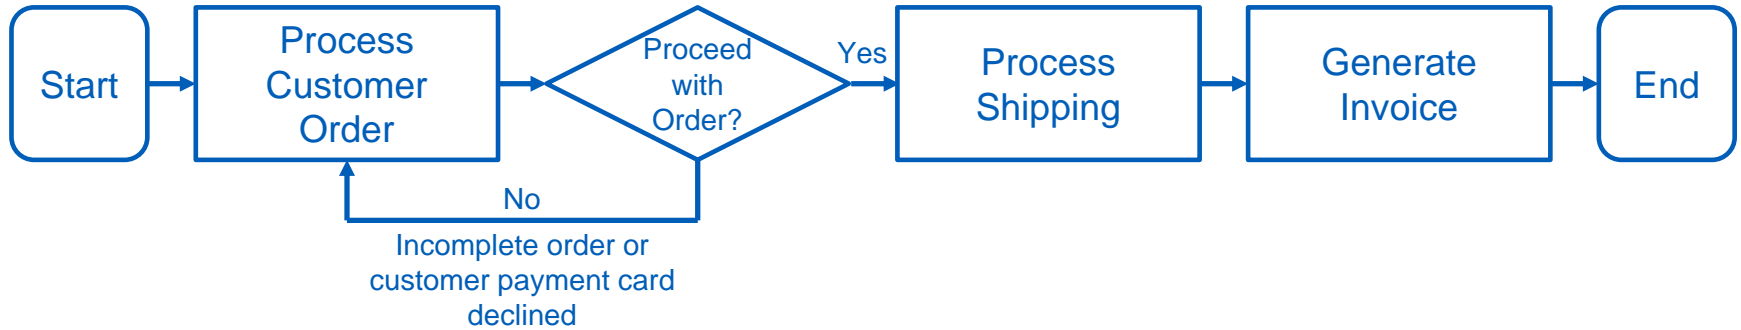 Start
Process
Customer
Order
Proceed
with
Order?
Yes
Process
Shipping
Generate
Invoice
End
No
Incomplete order or
customer payment card
declined